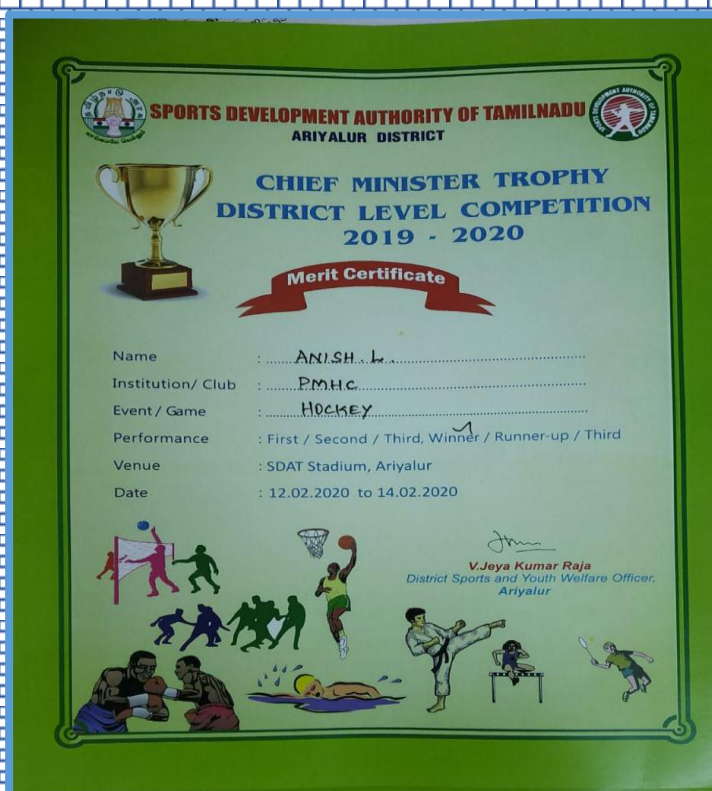 SPORTS DEVELOPMENT AUTHORITY OF TAMILNADU
ARIYALUR DISTRICT
CHIEF MINISTER TROPHY
DISTRICT LEVEL COMPETITION
2019 - 2020
Merit Certificate
Name : ANISH. L.
Institution/ Club : PMHC
Event / Game : HOCKEY
Performance : First / Second / Third, Winner / Runner-up / Third
Venue : SDAT Stadium, Ariyalur
Date : 12.02.2020 to 14.02.2020
V.Jeya Kumar Raja
District Sports and Youth Welfare Officer,
Ariyalur